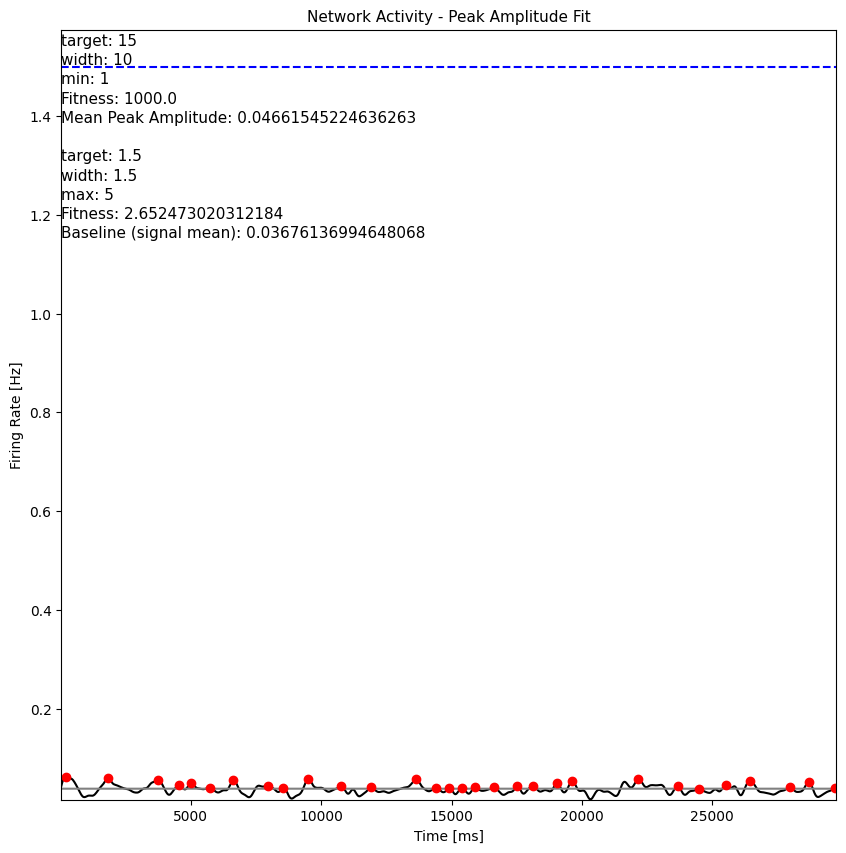 Network Activity - Peak Amplitude Fit
target: 15
width: 10
min: 1
Fitness: 1000.0
Mean Peak Amplitude: 0.04661545224636263
target: 1.5
width: 1.5
max: 5
Fitness: 2.652473020312184
Baseline (signal mean): 0.03676136994648068
1.4
1.2
1.0
0.8
0.6
0.4
0.2
Firing Rate [Hz]
5000
10000
15000
20000
25000
Time [ms]